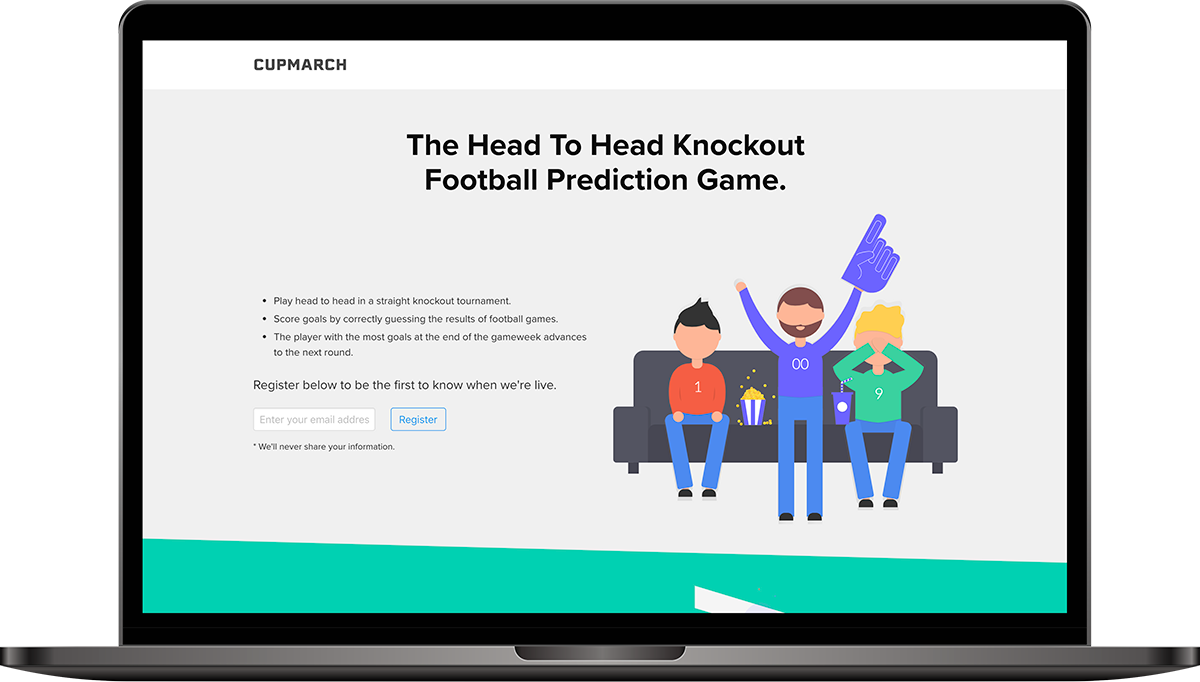 CUPMARCH
The Head To Head Knockout
Football Prediction Game.
• Play head to head in a straight knockout tournament.
• Score goals by correctly guessing the results of football games.
• The player with the most goals at the end of the gameweek advances
to the next round.
Register below to be the first to know when we're live.
Enter your email addres
Register
* We'll never share your information.
1
00
9